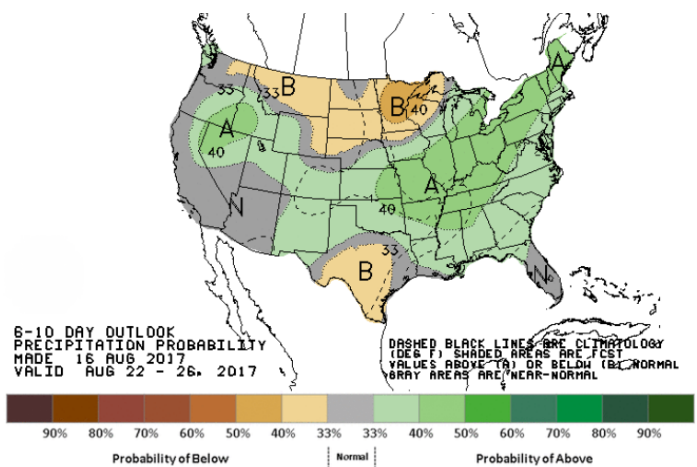 A
B
33
33
B
40
A
40
A
N
40
33
B
N
6-10 DAY OUTLOOK
PRECIPITATION PROBABILITY
MADE 16 AUG 2017
VALID AUG 22 - 26, 2017
DASHED BLACK LINES ARE CLIMATOLOGY
(DEG F) SHADED AREAS ARE FCST
VALUES ABOVE (A) OR BELOW (B) NORMAL
GRAY AREAS ARE NEAR-NORMAL
90% 80% 70% 60% 50% 40% 33% 33% 40% 50% 60% 70% 80% 90%
Probability of Below Normal Probability of Above